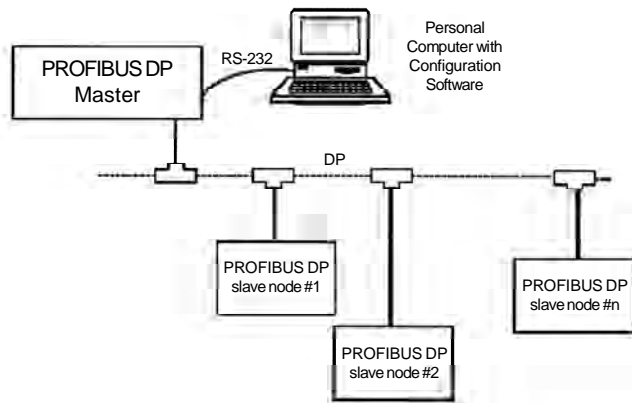 PROFIBUS DP
Master
RS-232
Personal
Computer with
Configuration
Software
DP
PROFIBUS DP
slave node #1
PROFIBUS DP
slave node #2
PROFIBUS DP
slave node #n